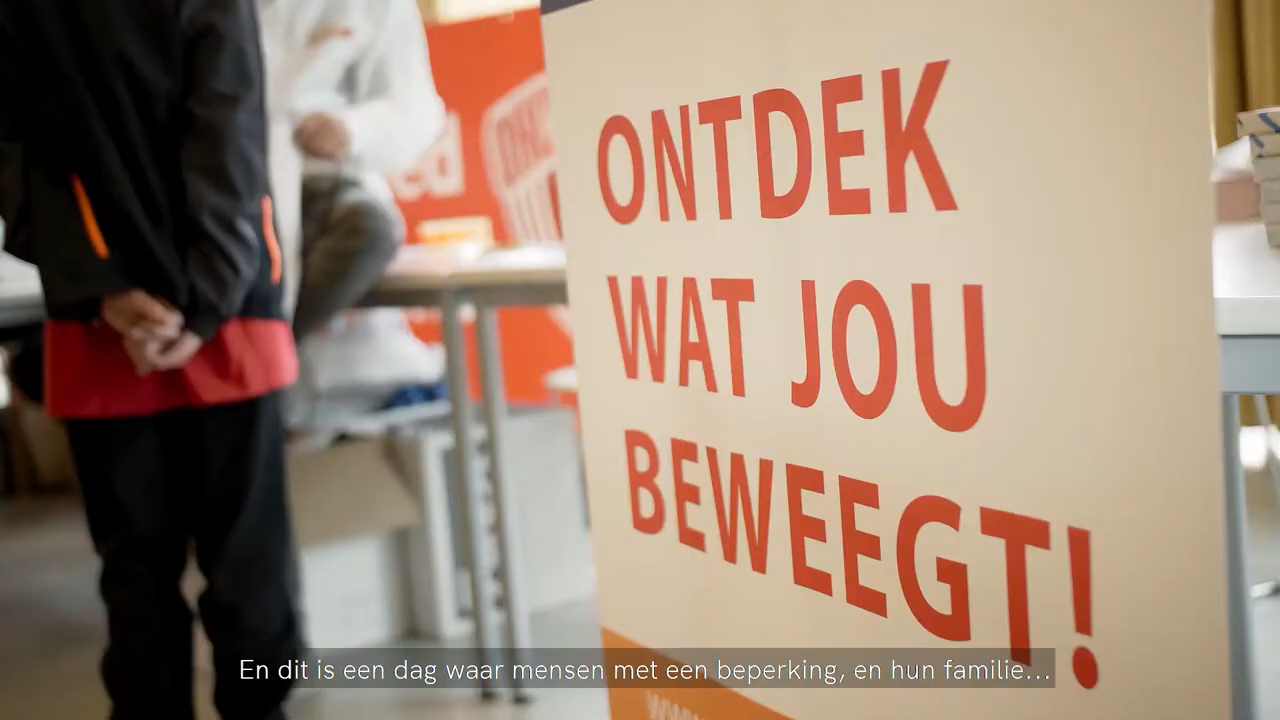 ONTDEK
WAT JOU
BEWEEGT!
En dit is een dag waar mensen met een beperking, en hun familie...